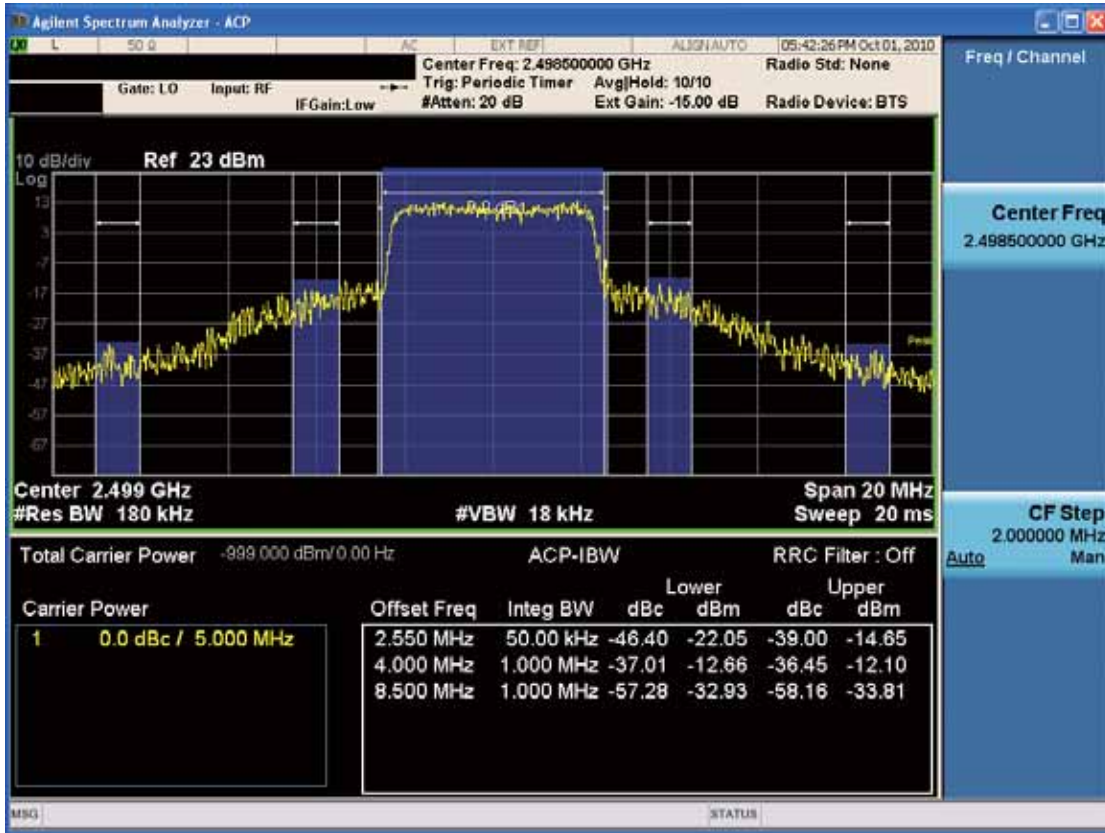 Agilent Spectrum Analyzer - ACP
L 50 Ω AC EXT REF ALIGN AUTO 05:42:26 PM Oct 01, 2010
Center Freq: 2.498500000 GHz Radio Std: None
Gate: LO Input: RF Trig: Periodic Timer Avg|Hold: 10/10
IFGain:Low #Atten: 20 dB Ext Gain: -15.00 dB Radio Device: BTS
10 dB/div Ref 23 dBm
Log
13
3
-7
-17
-27
-37
-47
-57
-67
Center 2.499 GHz Span 20 MHz
#Res BW 180 kHz #VBW 18 kHz Sweep 20 ms
Total Carrier Power -999.000 dBm/ 0.00 Hz ACP-IBW RRC Filter : Off
Lower Upper
Carrier Power Offset Freq Integ BW dBc dBm dBc dBm
1 0.0 dBc / 5.000 MHz
2.550 MHz 50.00 kHz -46.40 -22.05 -39.00 -14.65
4.000 MHz 1.000 MHz -37.01 -12.66 -36.45 -12.10
8.500 MHz 1.000 MHz -57.28 -32.93 -58.16 -33.81
MSG STATUS
Freq / Channel
Center Freq
2.498500000 GHz
CF Step
2.000000 MHz
Auto Man